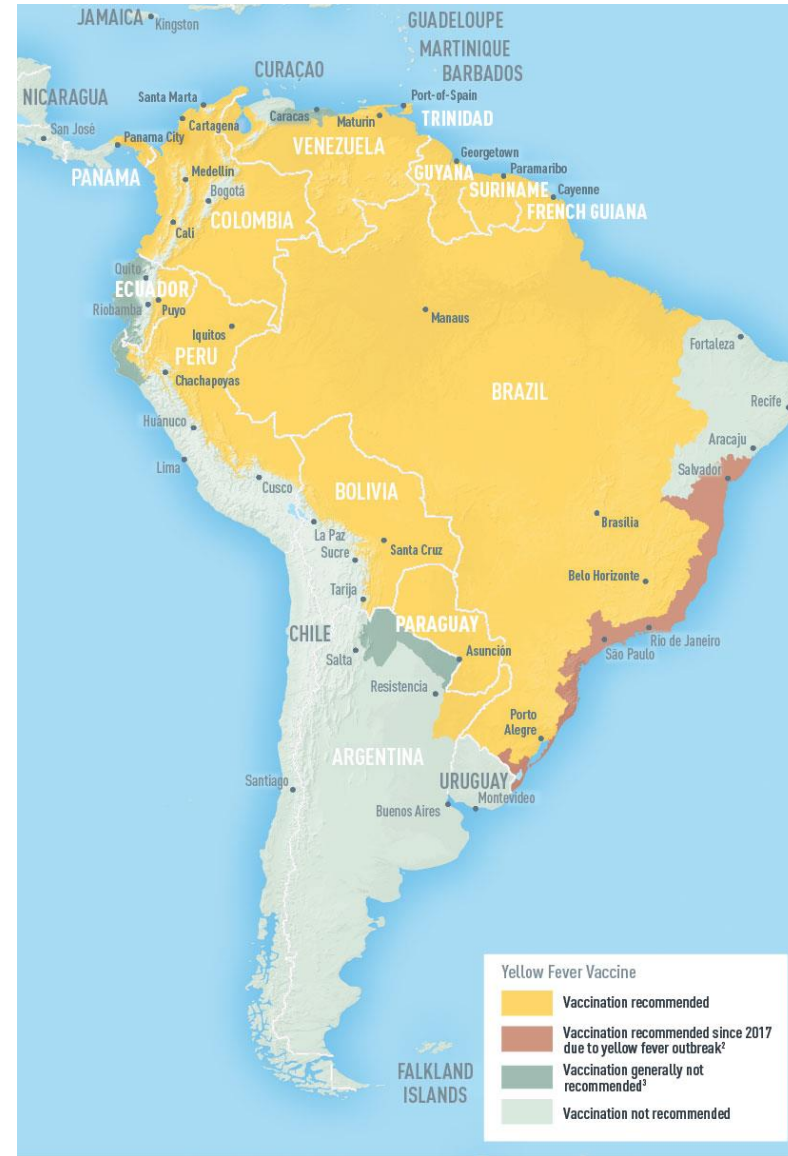 JAMAICA
Kingston
GUADELOUPE
MARTINIQUE
BARBADOS
CURAÇAO
NICARAGUA
Santa Marta
Port-of-Spain
San José
Cartagena
Caracas
Maturin
TRINIDAD
Panama City
VENEZUELA
Georgetown
PANAMA
Medellin
GUYANA
Paramaribo
Bogotá
SURINAME
Cayenne
COLOMBIA
FRENCH GUIANA
Cali
Quito
ECUADOR
Riobamba
Puyo
Manaus
Iquitos
PERU
Fortaleza
Chachapoyas
BRAZIL
Recife
Huánuco
Aracaju
Lima
Salvador
Cusco
BOLIVIA
Brasília
La Paz
Sucre
Santa Cruz
Belo Horizonte
Tarija
PARAGUAY
CHILE
Rio de Janeiro
Salta
Asunción
São Paulo
Resistencia
Porto
Alegre
ARGENTINA
Santiago
URUGUAY
Montevideo
Buenos Aires
Yellow Fever Vaccine
Vaccination recommended
Vaccination recommended since 2017
due to yellow fever outbreak²
Vaccination generally not
recommended³
Vaccination not recommended
FALKLAND
ISLANDS